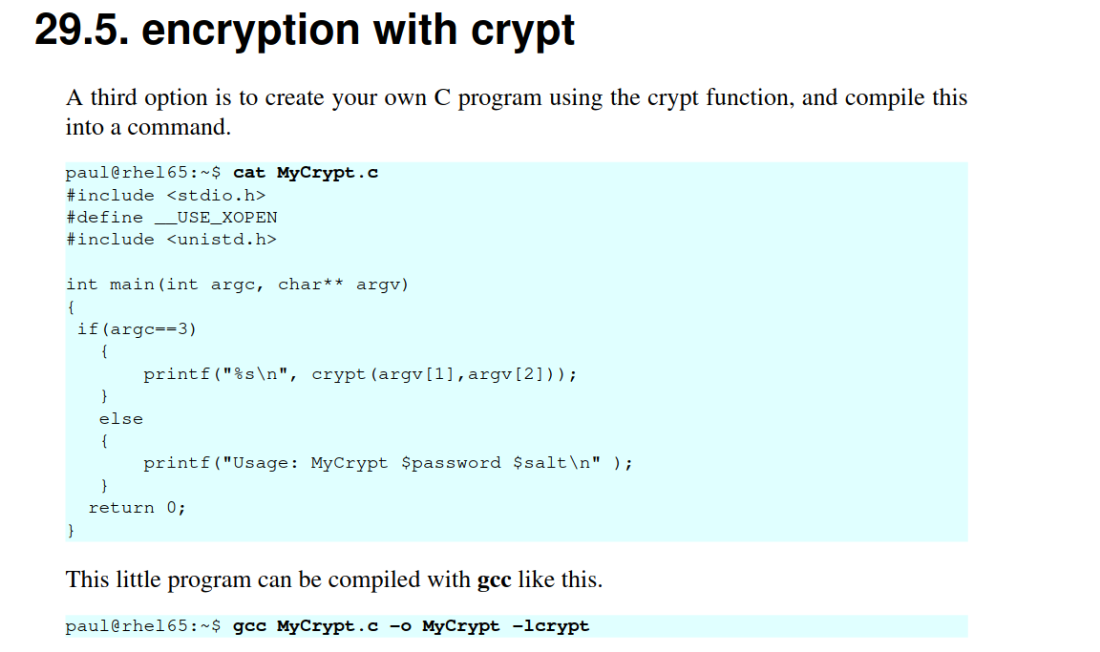 29.5. encryption with crypt
A third option is to create your own C program using the crypt function, and compile this
into a command.
paul@rhel65:~$ cat MyCrypt.c
#include <stdio.h>
#define __USE_XOPEN
#include <unistd.h>
int main(int argc, char** argv)
{
 if(argc==3)
   {
       printf("%s\n", crypt(argv[1],argv[2]));
   }
   else
   {
       printf("Usage: MyCrypt $password $salt\n" );
   }
  return 0;
}
This little program can be compiled with gcc like this.
paul@rhel65:~$ gcc MyCrypt.c -o MyCrypt -lcrypt